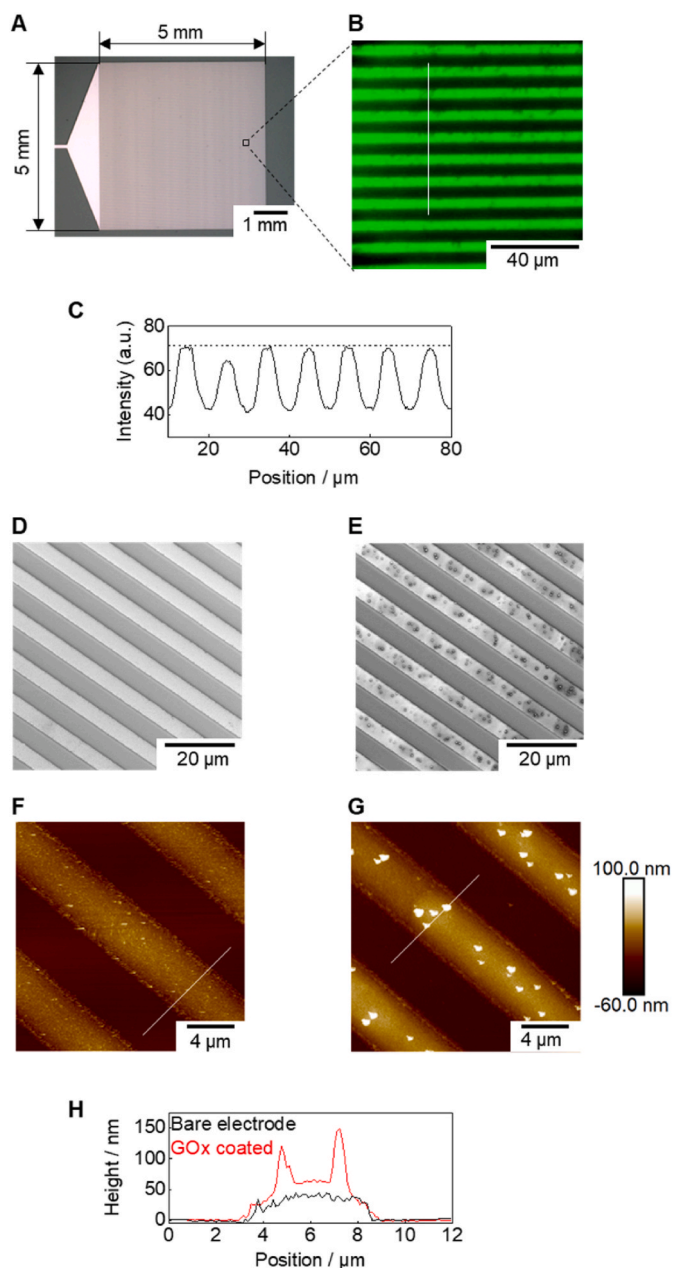 A
B
5 mm
5 mm
1 mm
40 µm
C
80
60
40
Intensity (a.u.)
20
40
60
80
Position / µm
D
E
20 µm
20 µm
F
G
100.0 nm
-60.0 nm
4 µm
4 µm
H
150
100
50
0
Height / nm
Bare electrode
GOx coated
0
2
4
6
8
10
12
Position / µm